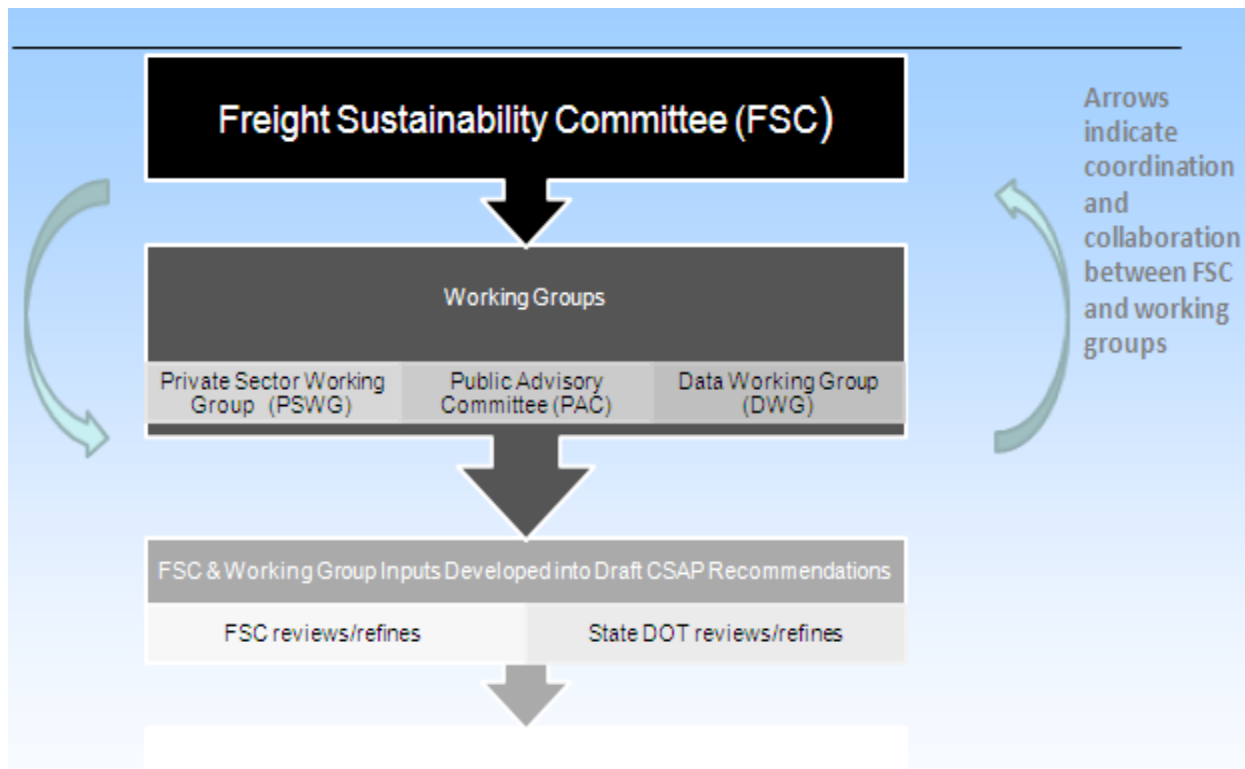 Freight Sustainability Committee (FSC)
Arrows
indicate
coordination
and
collaboration
between FSC
and working
groups
Working Groups
Private Sector Working
Group (PSWG)
Public Advisory
Committee (PAC)
Data Working Group
(DWG)
FSC & Working Group Inputs Developed into Draft CSAP Recommendations
FSC reviews/refines
State DOT reviews/refines